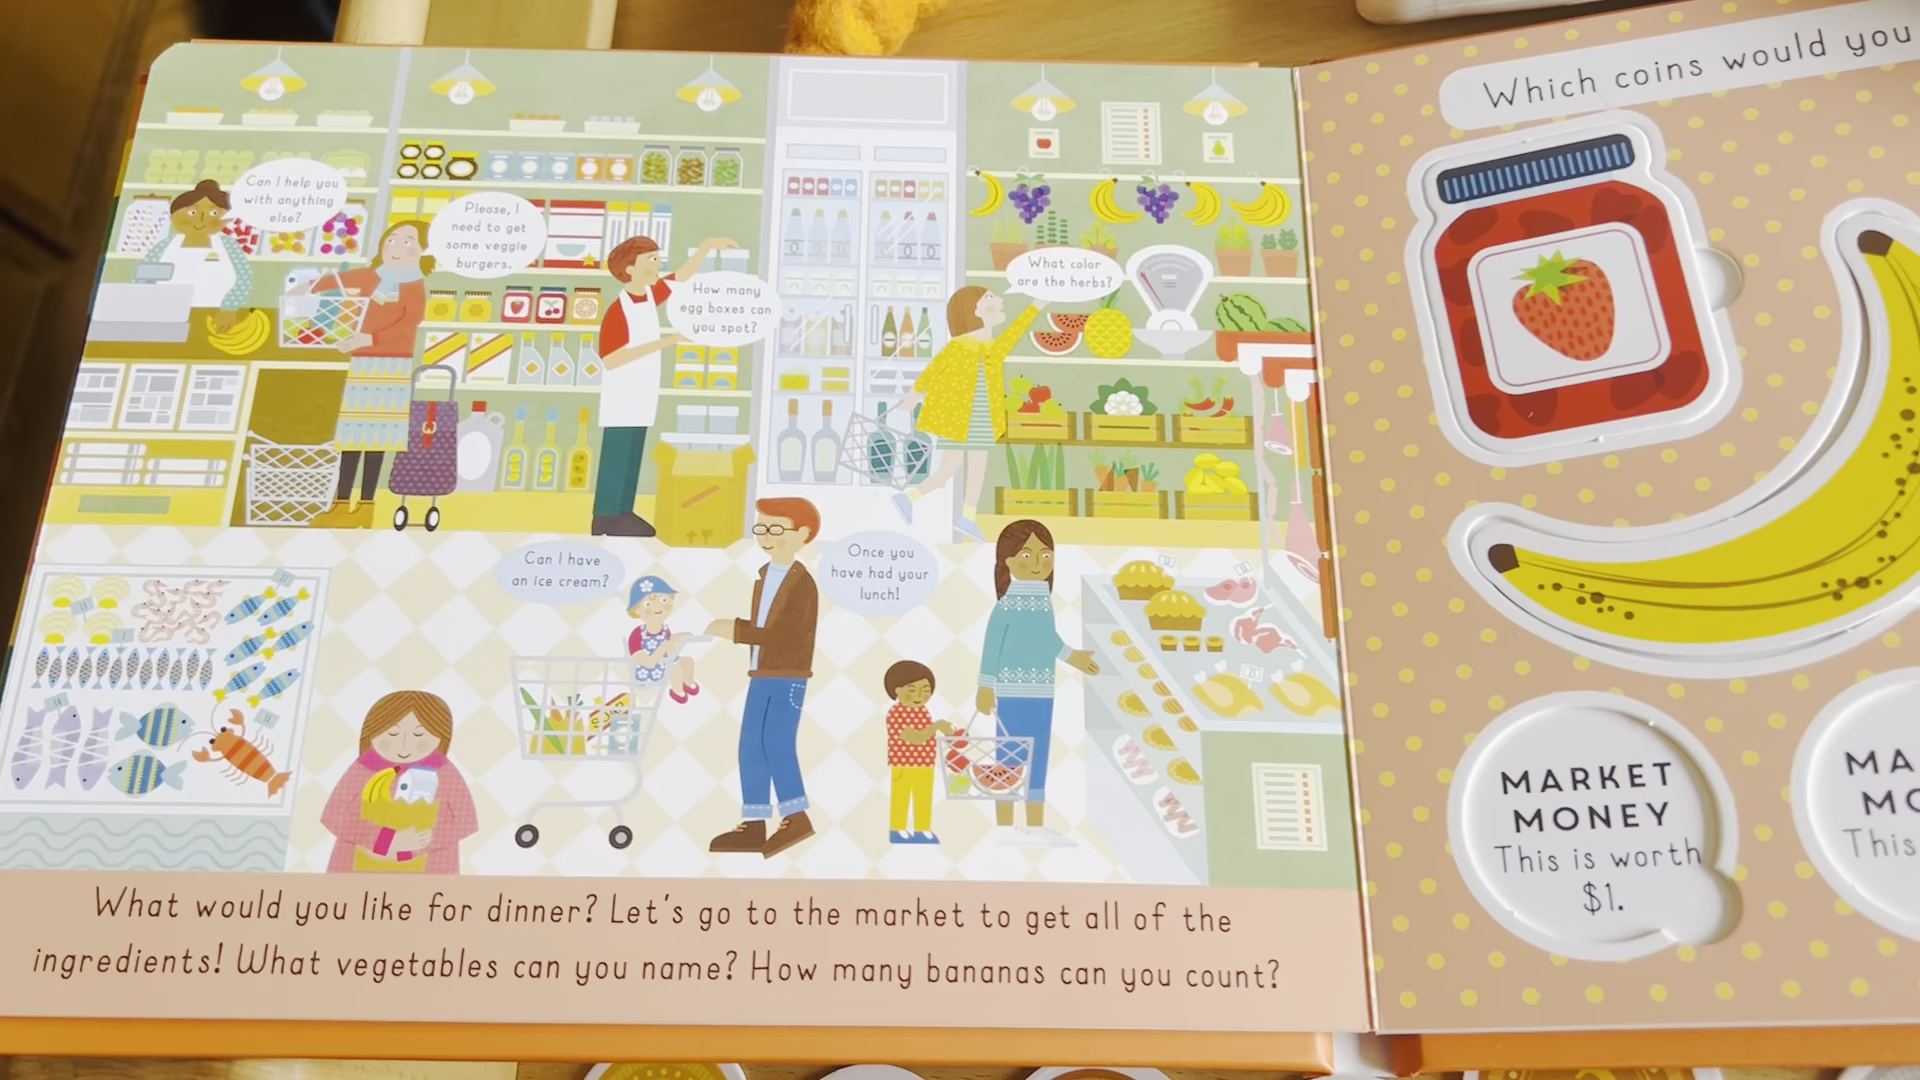 Can I help you
with anything
else?
Please, I
need to get
some veggie
burgers.
How many
egg boxes can
you spot?
What color
are the herbs?
Can I have
an ice cream?
Once you
have had your
lunch!
What would you like for dinner? Let's go to the market to get all of the
ingredients! What vegetables can you name? How many bananas can you count?
Which coins would you
MARKET
MONEY
This is worth
$1.
MA
MO
This